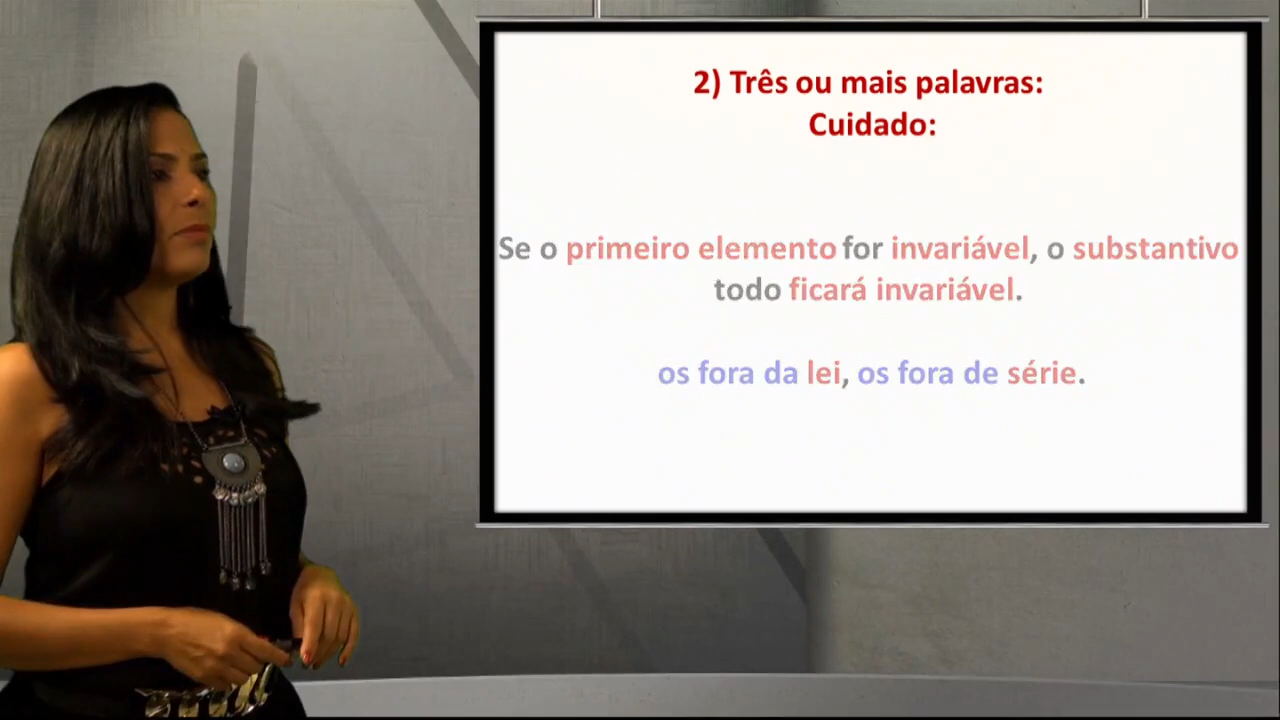 2) Três ou mais palavras:
Cuidado:
Se o primeiro elemento for invariável, o substantivo
todo ficará invariável.
os fora da lei, os fora de série.